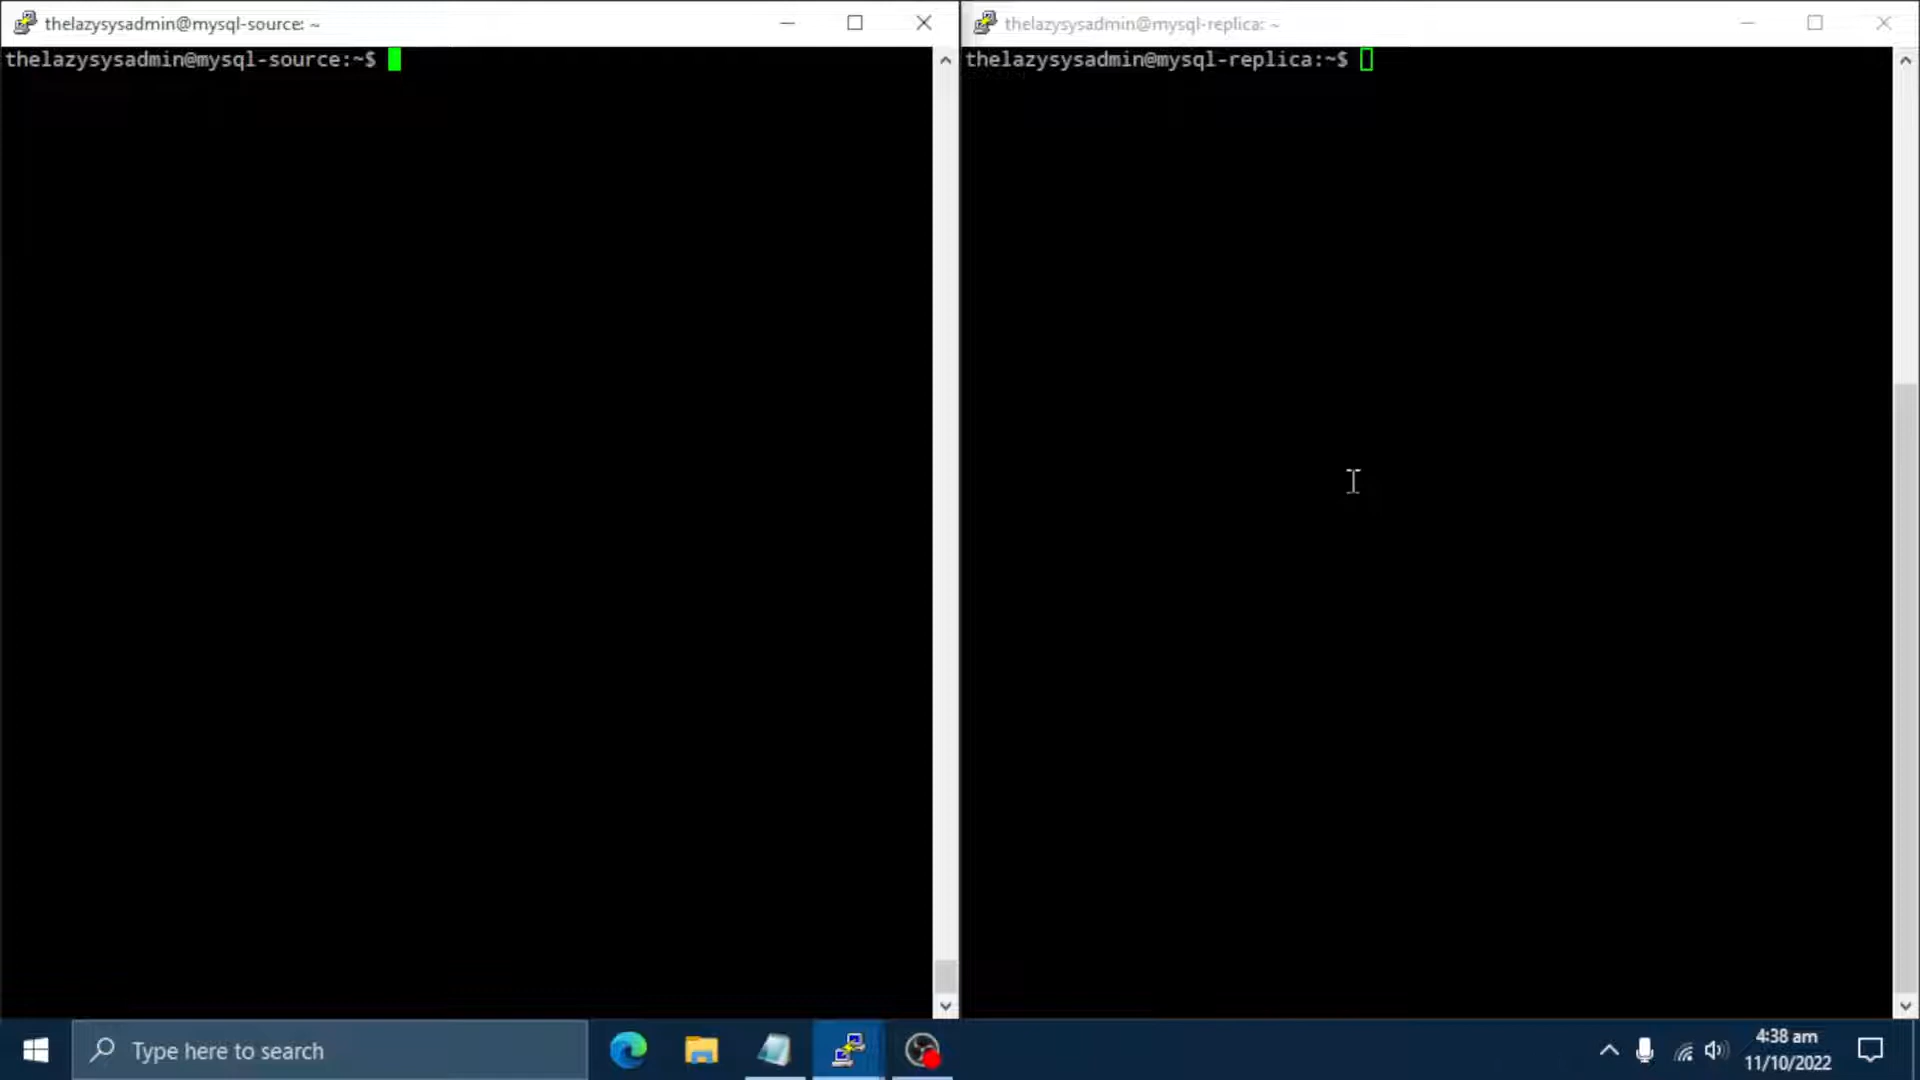 thelazysysadmin@mysql-source: ~
thelazysysadmin@mysql-source:~$
thelazysysadmin@mysql-replica: ~
thelazysysadmin@mysql-replica:~$
Type here to search
4:38 am
11/10/2022